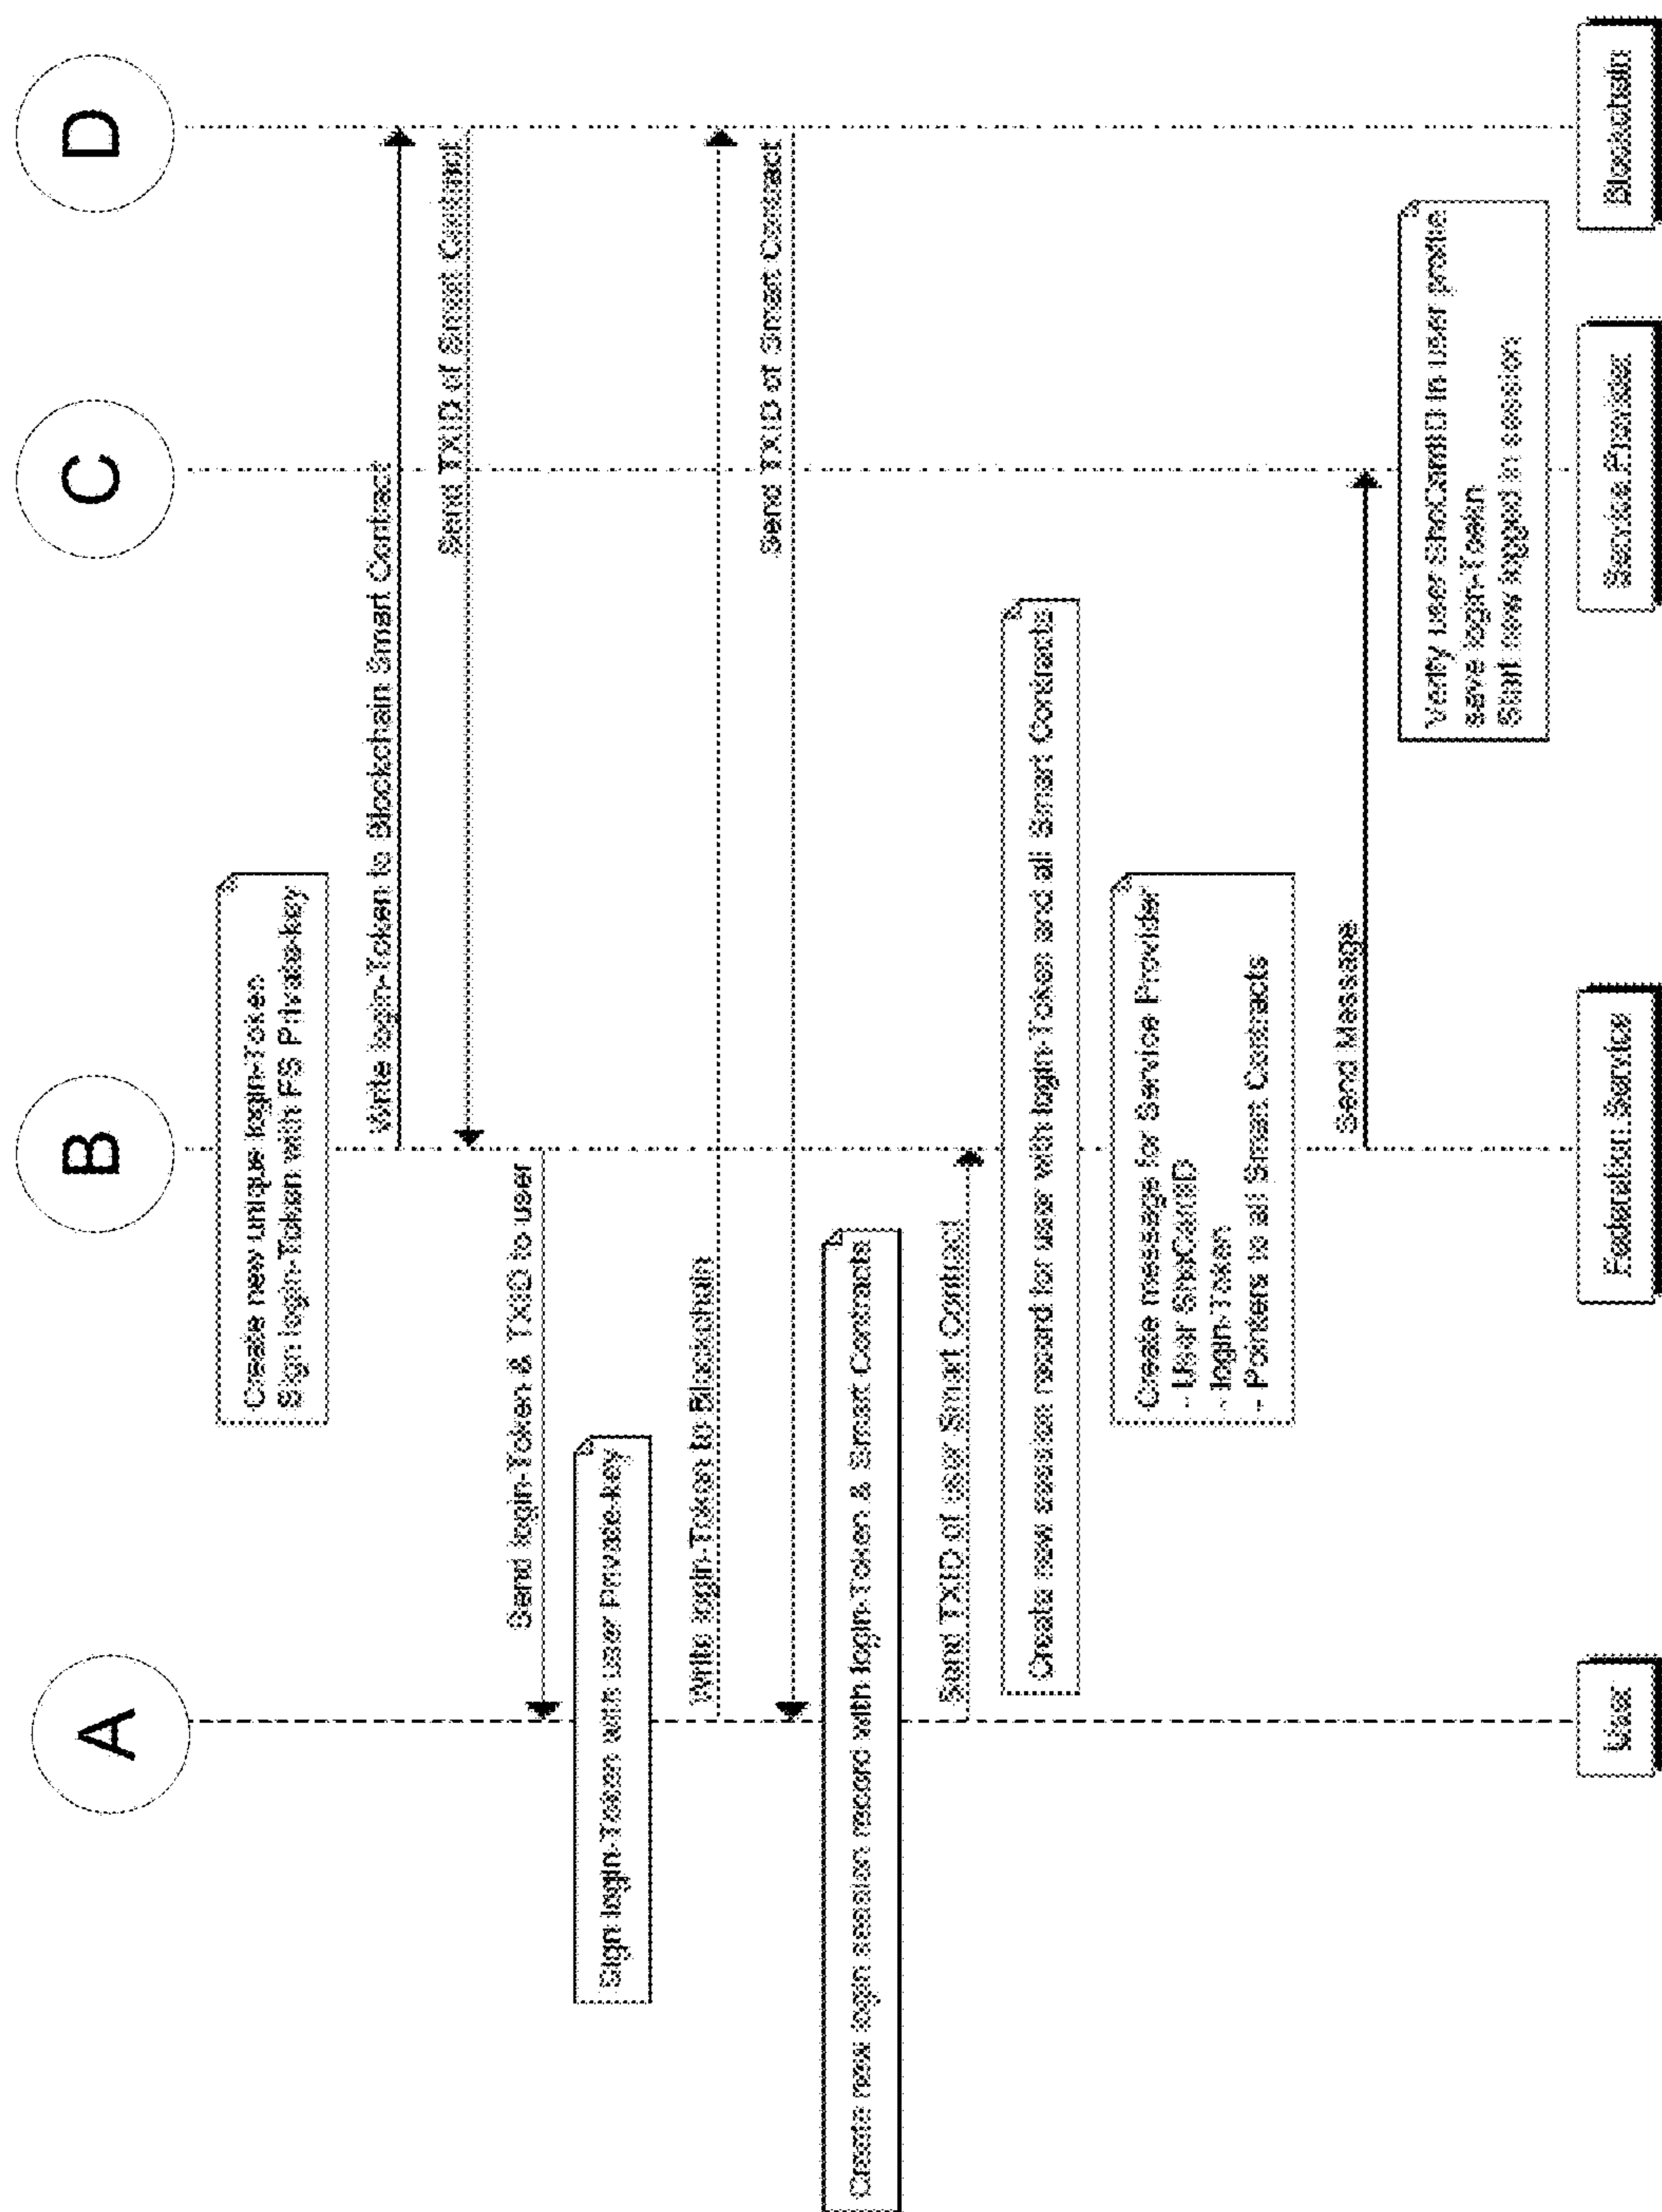 A
B
C
D
Create new unique login-Token
Sign login-Token with FS Private-key
Write login-Token to Blockchain Smart Contract
Send TXID of Smart Contract
Send login-Token & TXID to user
Sign login-Token with user Private-key
Write login-Token to Blockchain
Send TXID of Smart Contract
Create new login session record with login-Token & Smart Contracts
Send TXID of user Smart Contract
Create new session record for user with login-Token and all Smart Contracts
Create message for Service Provider
- User ShoCardID
- login-Token
- Pointers to all Smart Contracts
Send Message
Verify user ShoCardID in user profile
save login-Token
Start new logged in session
User
Federation Service
Service Provider
Blockchain